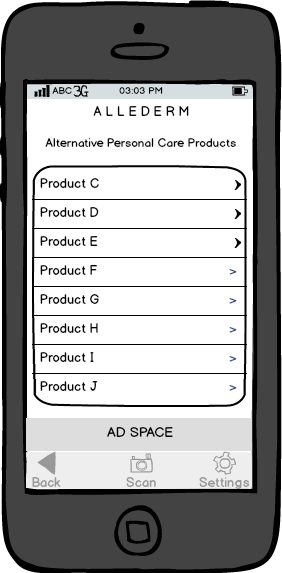 ABC 3G 03:03 PM
ALLEDERM
Alternative Personal Care Products
Product C
Product D
Product E
Product F >
Product G >
Product H >
Product I >
Product J >
AD SPACE
Back Scan Settings